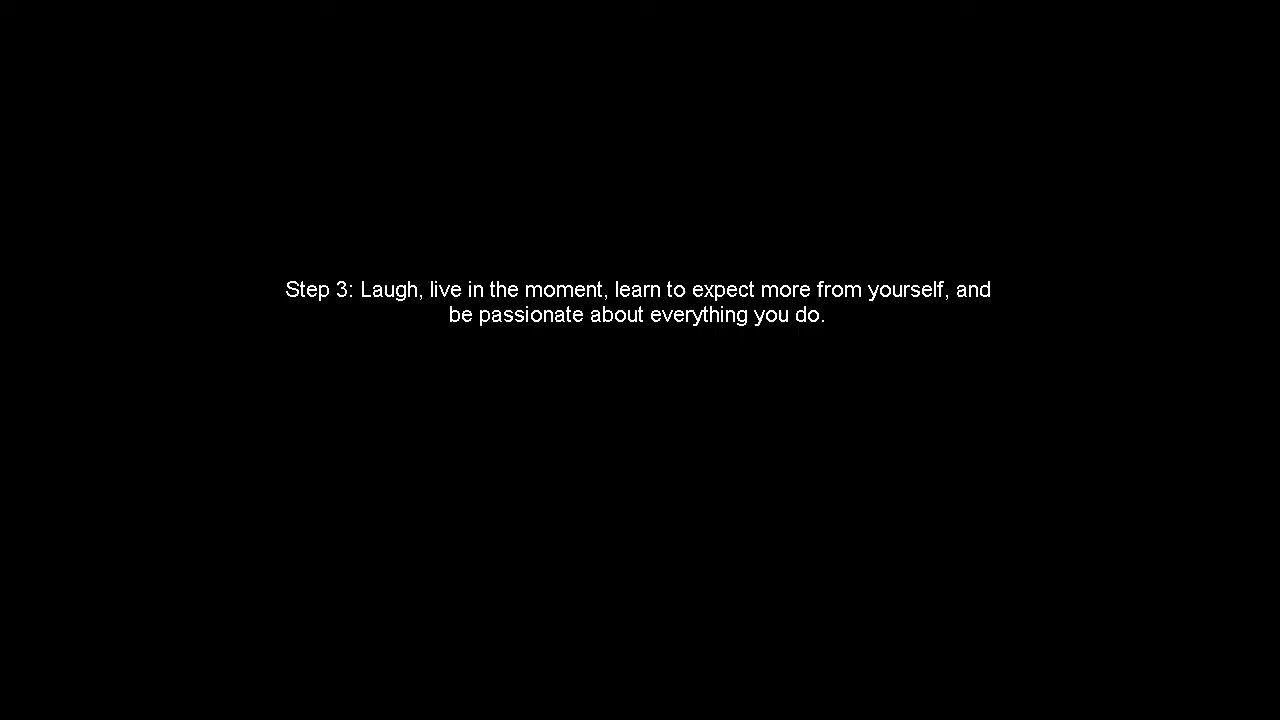 Step 3: Laugh, live in the moment, learn to expect more from yourself, and
be passionate about everything you do.